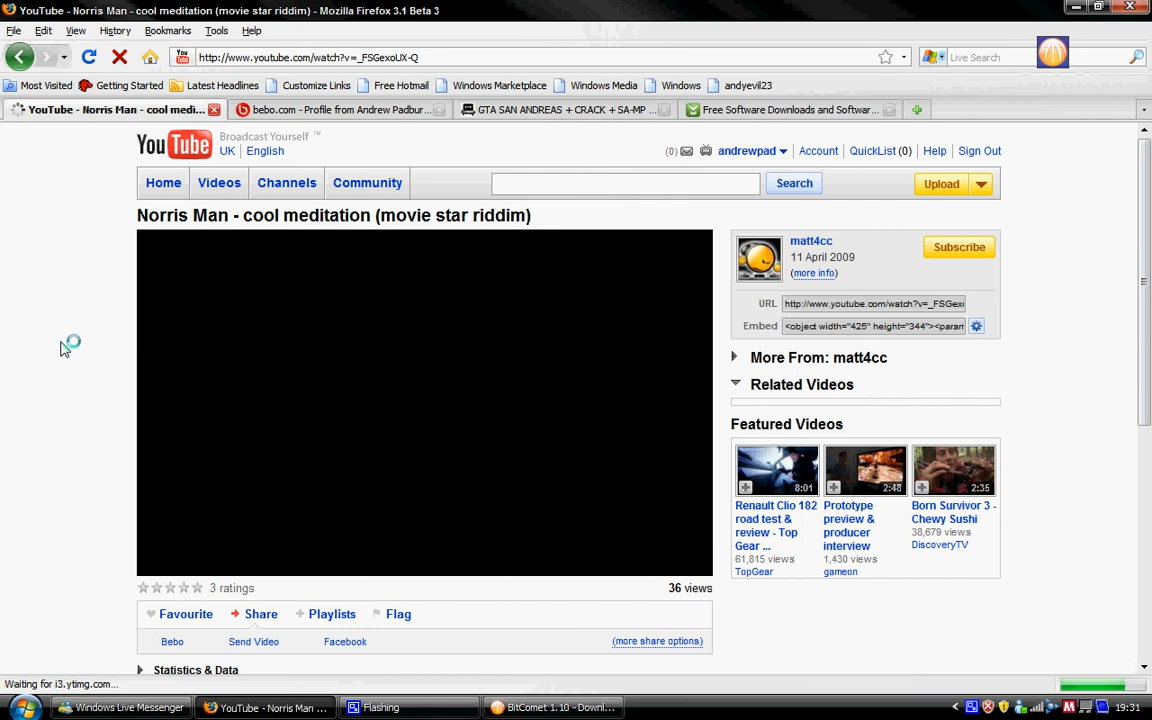 YouTube - Norris Man - cool meditation (movie star riddim) - Mozilla Firefox 3.1 Beta 3
File Edit View History Bookmarks Tools Help
http://www.youtube.com/watch?v=_FSGexoUX-Q Live Search
Most Visited Getting Started Latest Headlines Customize Links Free Hotmail Windows Marketplace Windows Media Windows andyevil23
YouTube - Norris Man - cool medi... bebo.com - Profile from Andrew Padbur... GTA SAN ANDREAS + CRACK + SA-MP ... Free Software Downloads and Softwar...
YouTube Broadcast Yourself ™
UK English
(0) andrewpad Account QuickList (0) Help Sign Out
Home Videos Channels Community Search Upload
Norris Man - cool meditation (movie star riddim)
matt4cc
11 April 2009
(more info)
Subscribe
URL http://www.youtube.com/watch?v=_FSGexo
Embed <object width="425" height="344"><param
More From: matt4cc
Related Videos
Featured Videos
8:01 2:48 2:35
Renault Clio 182
road test &
review - Top
Gear ...
61,815 views
TopGear
Prototype
preview &
producer
interview
1,430 views
gameon
Born Survivor 3 -
Chewy Sushi
38,679 views
DiscoveryTV
3 ratings 36 views
Favourite Share Playlists Flag
Bebo Send Video Facebook (more share options)
Statistics & Data
Waiting for i3.ytimg.com...
Windows Live Messenger YouTube - Norris Man ... Flashing BitComet 1.10 - Downl... 19:31